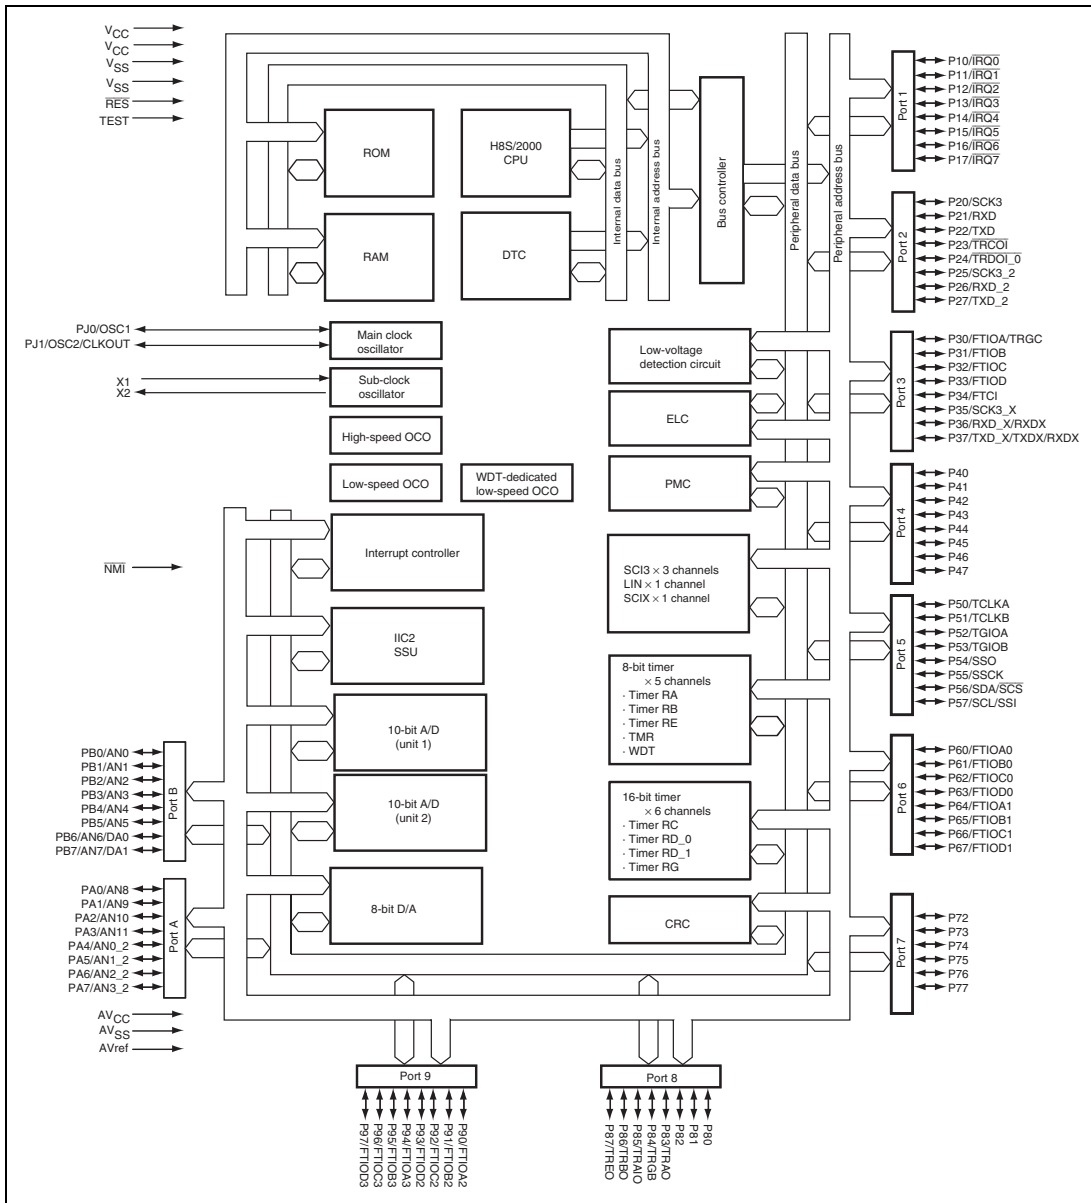 VCC
VCC
VSS
VSS
RES
TEST
ROM
RAM
H8S/2000
CPU
DTC
Internal data bus
Internal address bus
Bus controller
Peripheral data bus
Peripheral address bus
Port 1
P10/IRQ0
P11/IRQ1
P12/IRQ2
P13/IRQ3
P14/IRQ4
P15/IRQ5
P16/IRQ6
P17/IRQ7
Port 2
P20/SCK3
P21/RXD
P22/TXD
P23/TRCOI
P24/TRDOI_0
P25/SCK3_2
P26/RXD_2
P27/TXD_2
PJ0/OSC1
PJ1/OSC2/CLKOUT
X1
X2
Main clock
oscillator
Sub-clock
oscillator
High-speed OCO
Low-speed OCO
WDT-dedicated
low-speed OCO
Low-voltage
detection circuit
ELC
PMC
Port 3
P30/FTIOA/TRGC
P31/FTIOB
P32/FTIOC
P33/FTIOD
P34/FTCI
P35/SCK3_X
P36/RXD_X/RXDX
P37/TXD_X/TXDX/RXDX
Port 4
P40
P41
P42
P43
P44
P45
P46
P47
NMI
Interrupt controller
IIC2
SSU
SCI3 × 3 channels
LIN × 1 channel
SCIX × 1 channel
Port 5
P50/TCLKA
P51/TCLKB
P52/TGIOA
P53/TGIOB
P54/SSO
P55/SSCK
P56/SDA/SCS
P57/SCL/SSI
10-bit A/D
(unit 1)
10-bit A/D
(unit 2)
8-bit D/A
8-bit timer
× 5 channels
· Timer RA
· Timer RB
· Timer RE
· TMR
· WDT
16-bit timer
× 6 channels
· Timer RC
· Timer RD_0
· Timer RD_1
· Timer RG
CRC
Port 6
P60/FTIOA0
P61/FTIOB0
P62/FTIOC0
P63/FTIOD0
P64/FTIOA1
P65/FTIOB1
P66/FTIOC1
P67/FTIOD1
Port 7
P72
P73
P74
P75
P76
P77
PB0/AN0
PB1/AN1
PB2/AN2
PB3/AN3
PB4/AN4
PB5/AN5
PB6/AN6/DA0
PB7/AN7/DA1
Port B
PA0/AN8
PA1/AN9
PA2/AN10
PA3/AN11
PA4/AN0_2
PA5/AN1_2
PA6/AN2_2
PA7/AN3_2
Port A
AVCC
AVSS
AVref
Port 9
P97/FTIOD3
P96/FTIOC3
P95/FTIOB3
P94/FTIOA3
P93/FTIOD2
P92/FTIOC2
P91/FTIOB2
P90/FTIOA2
Port 8
P87/TREO
P86/TRBO
P85/TRAIO
P84/TRGB
P83/TRAO
P82
P81
P80